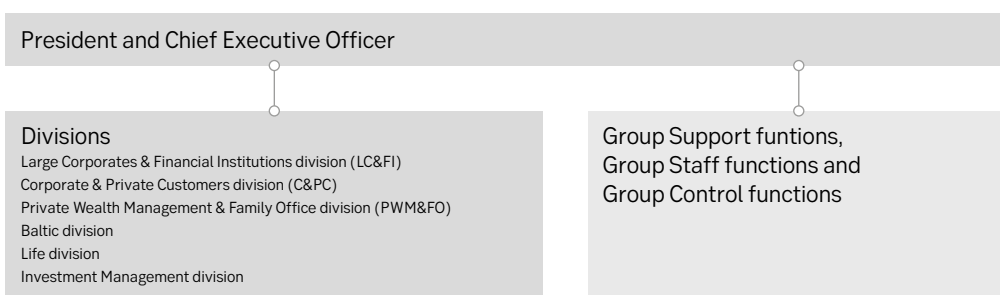 President and Chief Executive Officer
Divisions
Large Corporates & Financial Institutions division (LC&FI)
Corporate & Private Customers division (C&PC)
Private Wealth Management & Family Office division (PWM&FO)
Baltic division
Life division
Investment Management division
Group Support funtions,
Group Staff functions and
Group Control functions